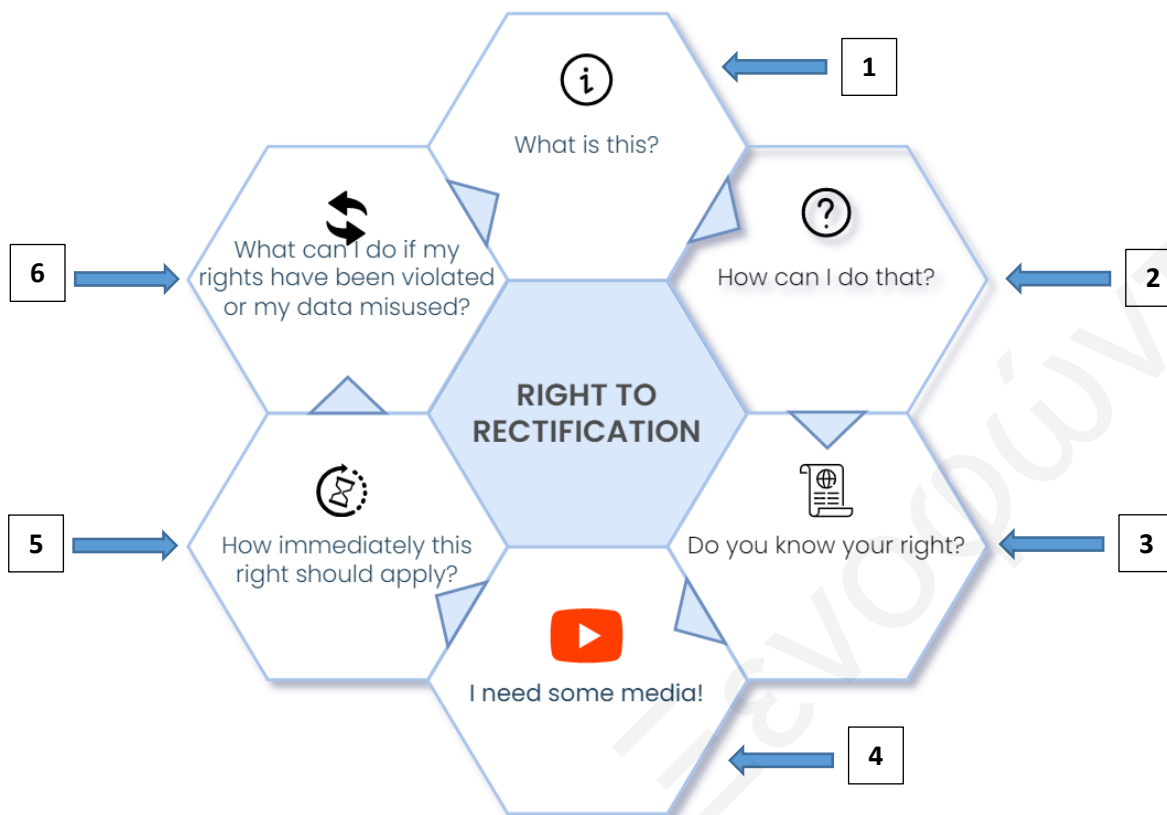 1
What is this?
2
How can I do that?
3
Do you know your right?
4
I need some media!
5
How immediately this
right should apply?
6
What can I do if my
rights have been violated
or my data misused?
RIGHT TO
RECTIFICATION